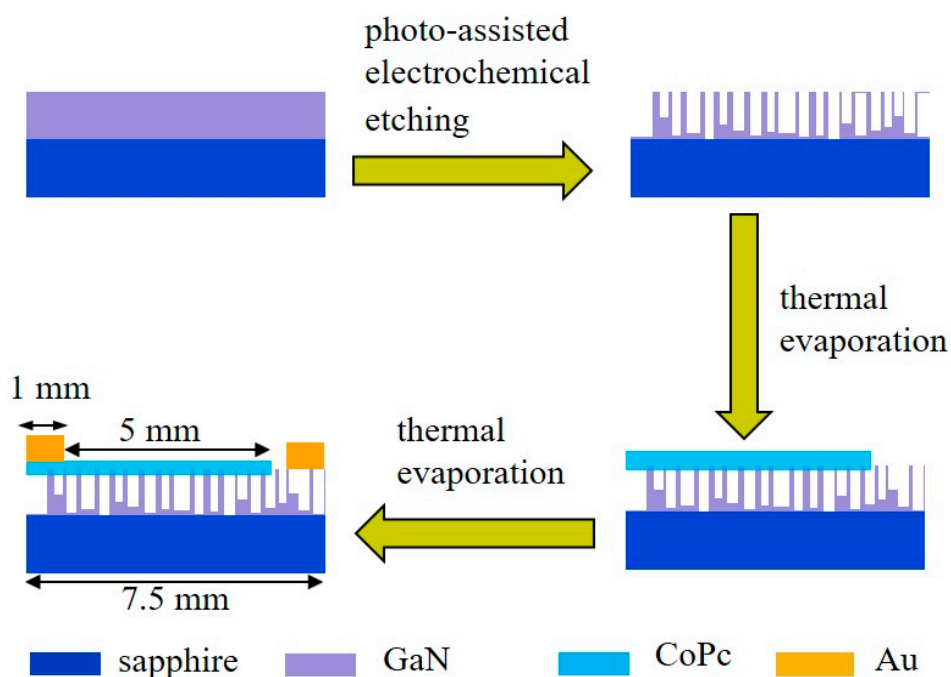 photo-assisted
electrochemical
etching
thermal
evaporation
1 mm
5 mm
thermal
evaporation
7.5 mm
sapphire
GaN
CoPc
Au